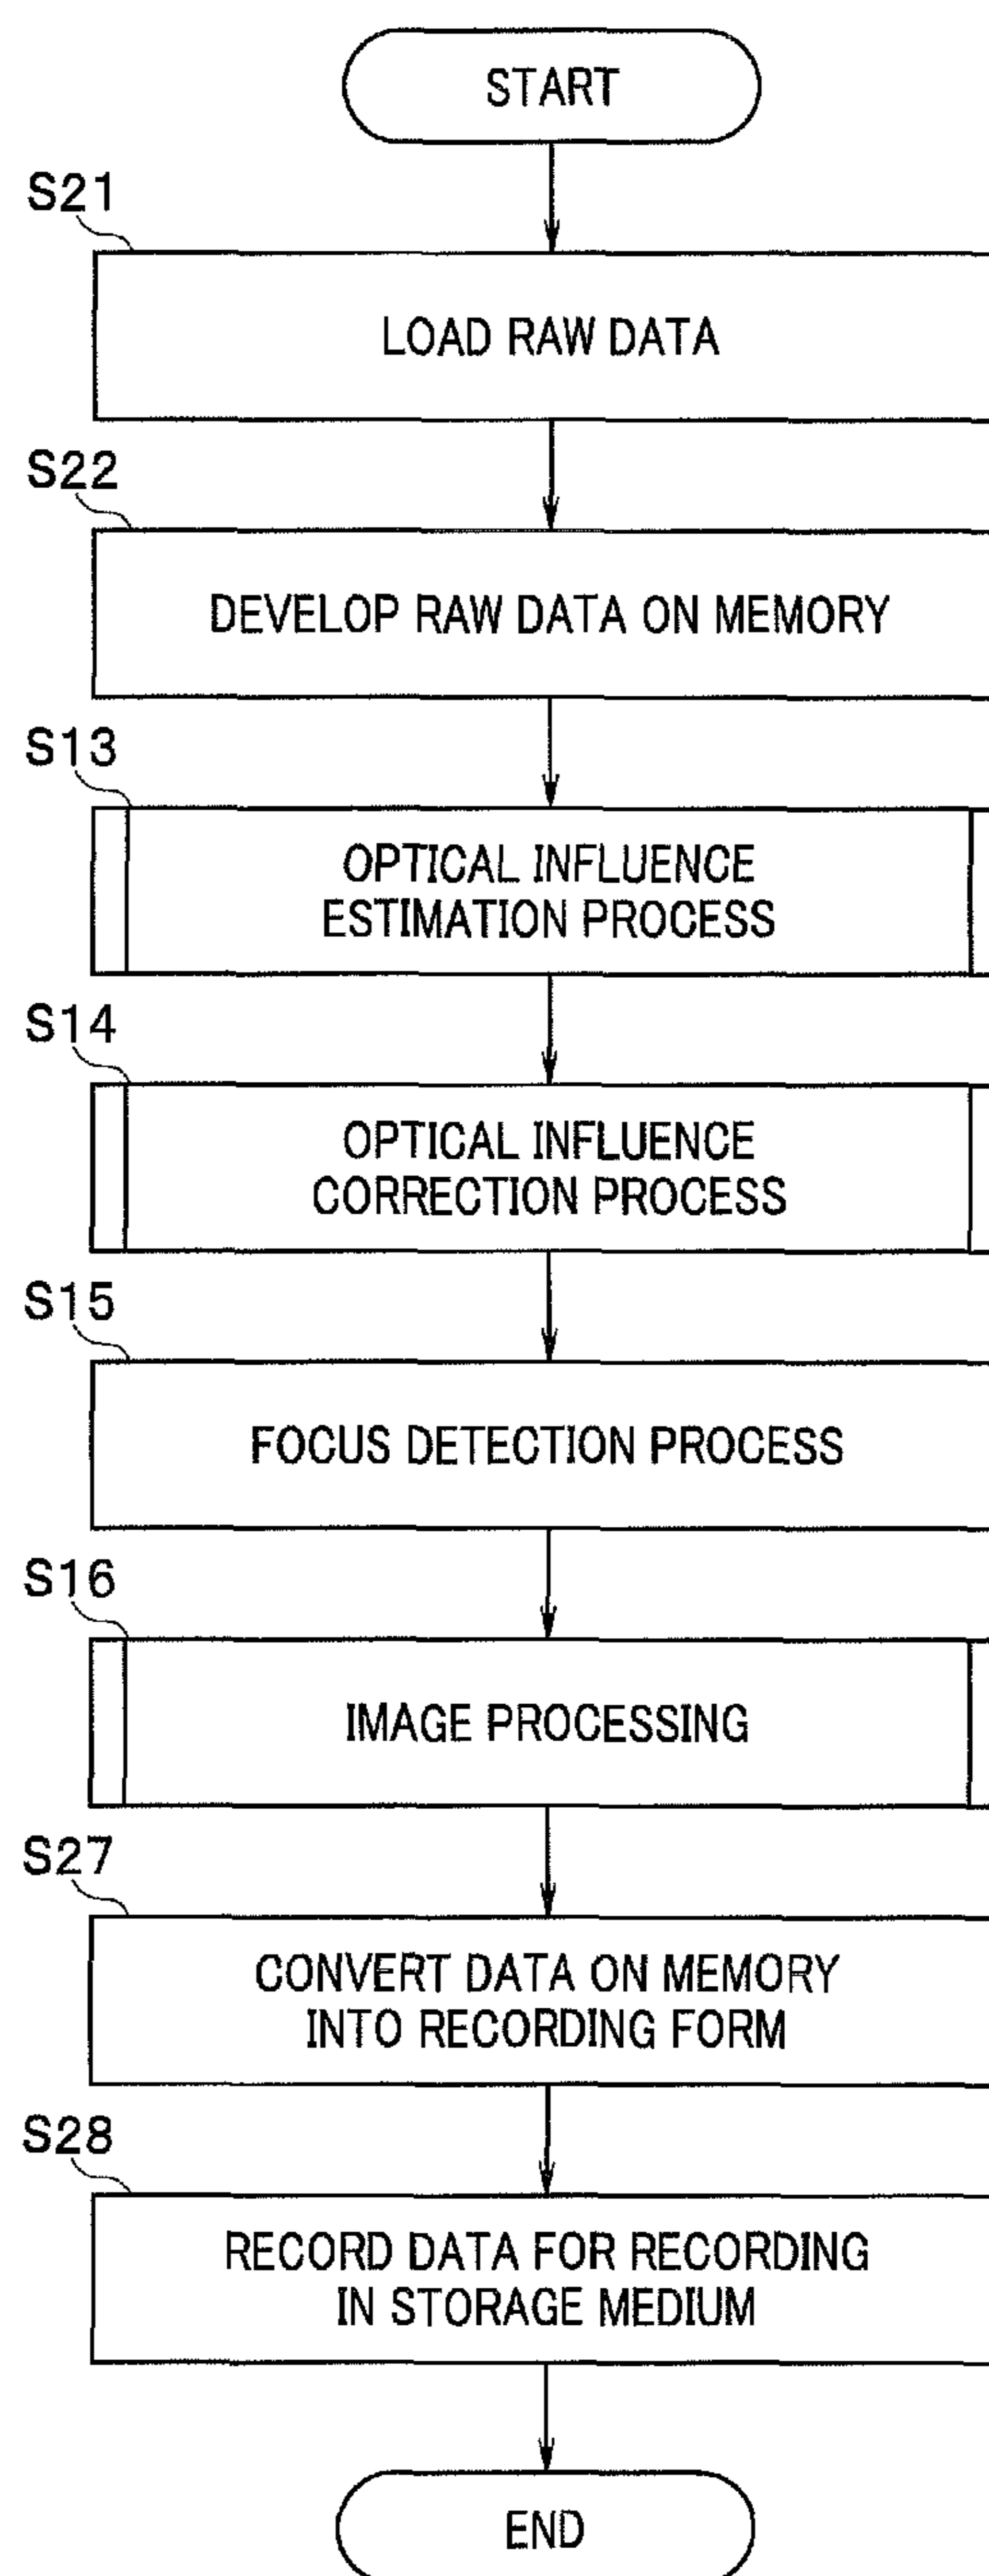 START
S21
LOAD RAW DATA
S22
DEVELOP RAW DATA ON MEMORY
S13
OPTICAL INFLUENCE
ESTIMATION PROCESS
S14
OPTICAL INFLUENCE
CORRECTION PROCESS
S15
FOCUS DETECTION PROCESS
S16
IMAGE PROCESSING
S27
CONVERT DATA ON MEMORY
INTO RECORDING FORM
S28
RECORD DATA FOR RECORDING
IN STORAGE MEDIUM
END